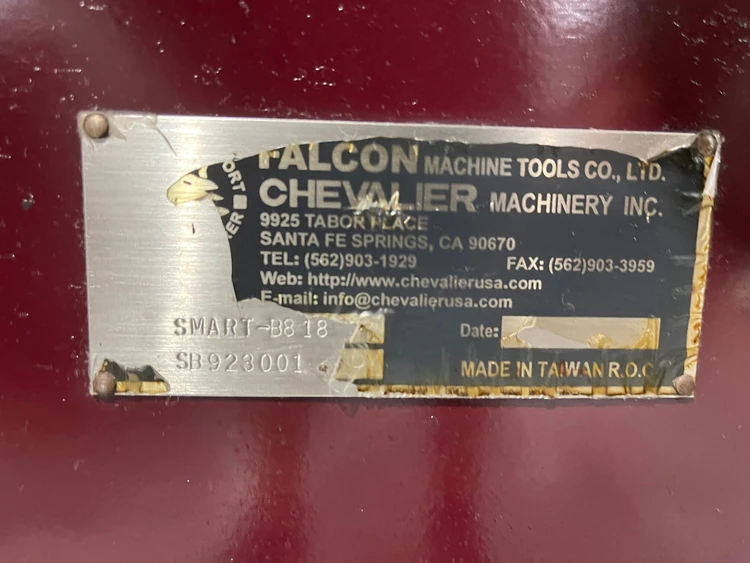 FALCON MACHINE TOOLS CO., LTD.
CHEVALIER MACHINERY INC.
9925 TABOR PLACE
SANTA FE SPRINGS, CA 90670
TEL: (562)903-1929 FAX: (562)903-3959
Web: http://www.chevalierusa.com
E-mail: info@chevalierusa.com
SMART-B818
Date:
SB923001
MADE IN TAIWAN R.O.C